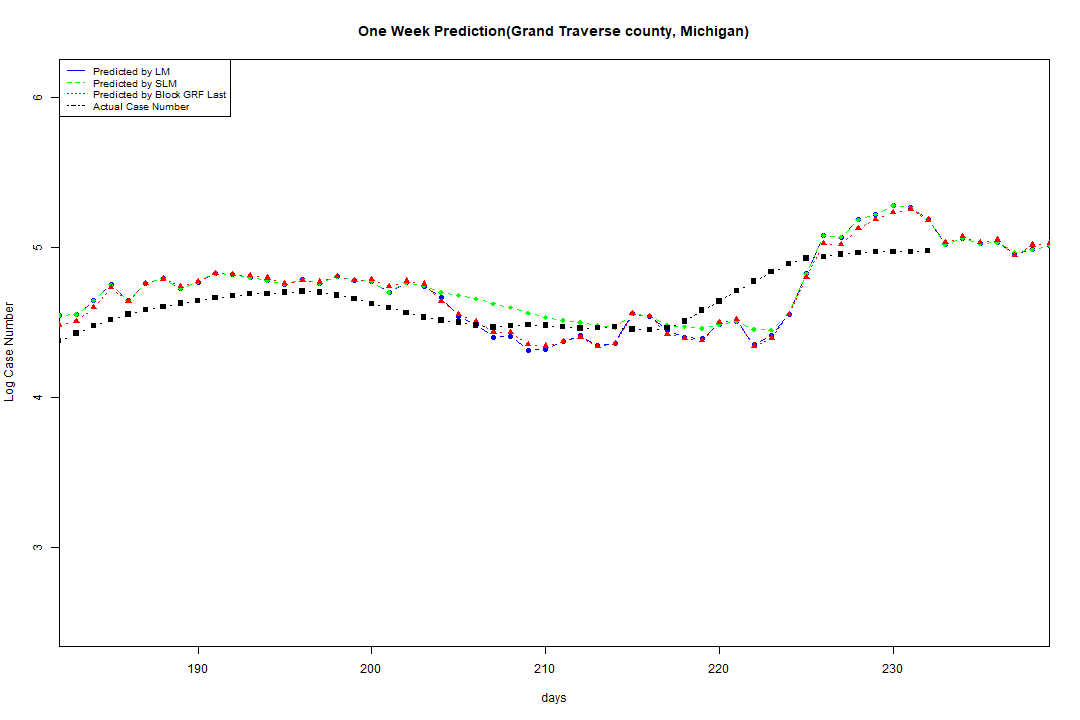 One Week Prediction(Grand Traverse county, Michigan)
Predicted by LM
Predicted by SLM
Predicted by Block GRF Last
Actual Case Number
6
5
4
3
Log Case Number
190 200 210 220 230
days